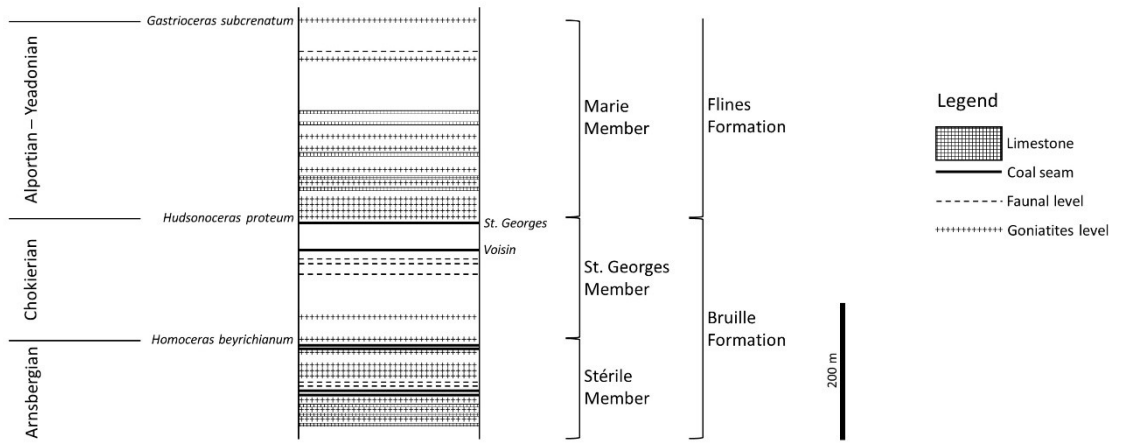 Gastrioceras subcrenatum
Alportian – Yeadonian
Marie
Member
Flines
Formation
Legend
Limestone
Coal seam
Faunal level
Goniatites level
Hudsonoceras proteum
St. Georges
Voisin
Chokierian
St. Georges
Member
Bruille
Formation
Homoceras beyrichianum
Arnsbergian
Stérile
Member
200 m